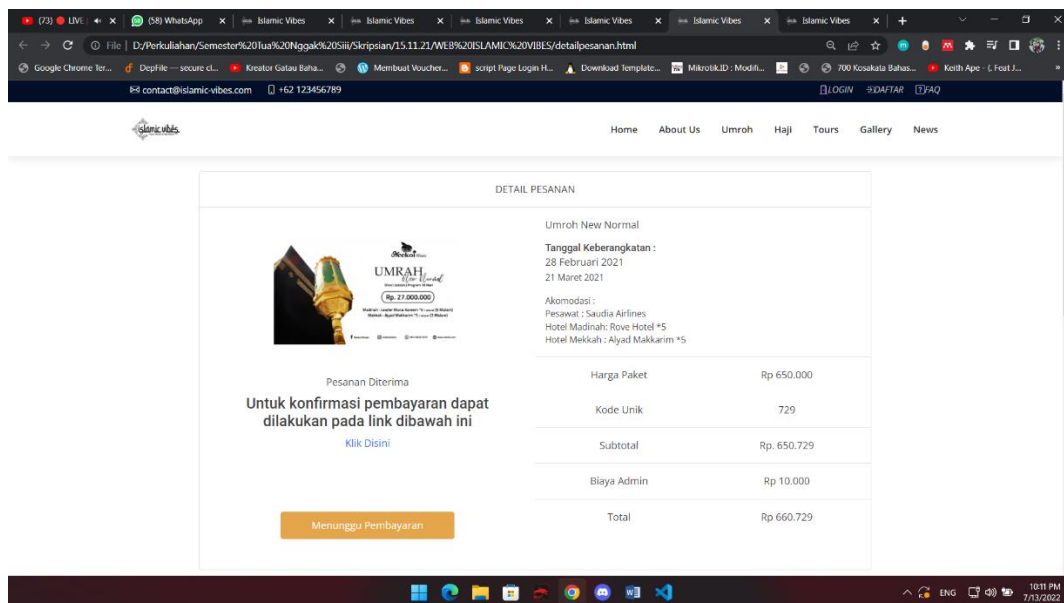 (73) 🔴 LIVE
(58) WhatsApp
Islamic Vibes
Islamic Vibes
Islamic Vibes
Islamic Vibes
Islamic Vibes
Islamic Vibes
File | D:/Perkuliahan/Semester%20Tua%20Nggak%20Siii/Skripsian/15.11.21/WEB%20ISLAMIC%20VIBES/detailpesanan.html
Google Chrome Ter...
DepFile — secure cl...
Kreator Gatau Baha...
Membuat Voucher...
script Page Login H...
Download Template...
Mikrotik.ID : Modifi...
700 Kosakata Bahas...
Keith Ape - (, Feat J...
contact@islamic-vibes.com +62 123456789
LOGIN DAFTAR FAQ
islamic vibes.
Home About Us Umroh Haji Tours Gallery News
DETAIL PESANAN
UMRAH
New Normal
Rp. 27.000.000
Pesanan Diterima
Untuk konfirmasi pembayaran dapat
dilakukan pada link dibawah ini
Klik Disini
Menunggu Pembayaran
Umroh New Normal
Tanggal Keberangkatan :
28 Februari 2021
21 Maret 2021
Akomodasi :
Pesawat : Saudia Airlines
Hotel Madinah: Rove Hotel *5
Hotel Mekkah : Alyad Makkarim *5
Harga Paket Rp 650.000
Kode Unik 729
Subtotal Rp. 650.729
Biaya Admin Rp 10.000
Total Rp 660.729
ENG
10:11 PM
7/13/2022